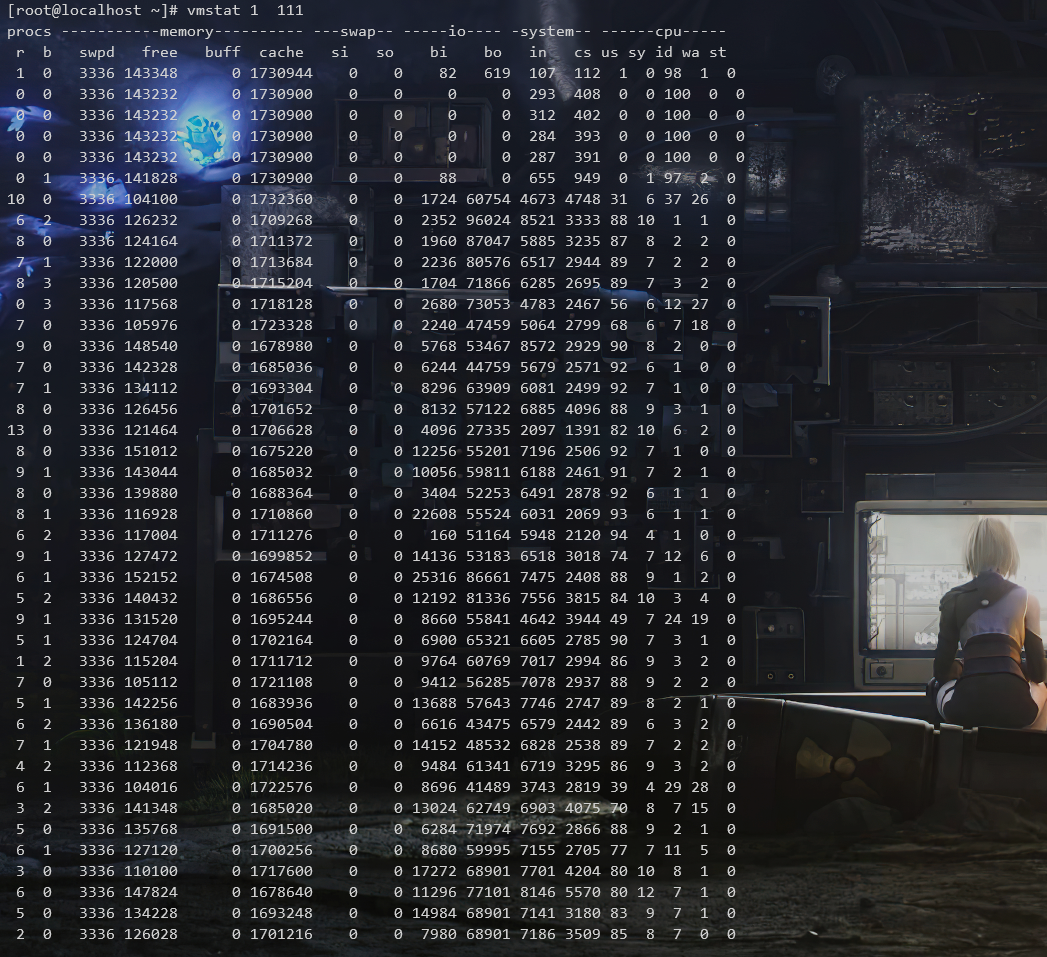 [root@localhost ~]# vmstat 1  111
procs -----------memory---------- ---swap-- -----io---- -system-- ------cpu-----
 r  b   swpd   free   buff  cache   si   so    bi    bo   in   cs us sy id wa st
 1  0   3336 143348      0 1730944    0    0    82   619  107  112  1  0 98  1  0
 0  0   3336 143232      0 1730900    0    0     0     0  293  408  0  0 100  0  0
 0  0   3336 143232      0 1730900    0    0     0     0  312  402  0  0 100  0  0
 0  0   3336 143232      0 1730900    0    0     0     0  284  393  0  0 100  0  0
 0  0   3336 143232      0 1730900    0    0     0     0  287  391  0  0 100  0  0
 0  1   3336 141828      0 1730900    0    0    88     0  655  949  0  1 97  2  0
10  0   3336 104100      0 1732360    0    0  1724 60754 4673 4748 31  6 37 26  0
 6  2   3336 126232      0 1709268    0    0  2352 96024 8521 3333 88 10  1  1  0
 8  0   3336 124164      0 1711372    0    0  1960 87047 5885 3235 87  8  2  2  0
 7  1   3336 122000      0 1713684    0    0  2236 80576 6517 2944 89  7  2  2  0
 8  3   3336 120500      0 1715204    0    0  1704 71866 6285 2695 89  7  3  2  0
 0  3   3336 117568      0 1718128    0    0  2680 73053 4783 2467 56  6 12 27  0
 7  0   3336 105976      0 1723328    0    0  2240 47459 5064 2799 68  6  7 18  0
 9  0   3336 148540      0 1678980    0    0  5768 53467 8572 2929 90  8  2  0  0
 7  0   3336 142328      0 1685036    0    0  6244 44759 5679 2571 92  6  1  0  0
 7  1   3336 134112      0 1693304    0    0  8296 63909 6081 2499 92  7  1  0  0
 8  0   3336 126456      0 1701652    0    0  8132 57122 6885 4096 88  9  3  1  0
13  0   3336 121464      0 1706628    0    0  4096 27335 2097 1391 82 10  6  2  0
 8  0   3336 151012      0 1675220    0    0 12256 55201 7196 2506 92  7  1  0  0
 9  1   3336 143044      0 1685032    0    0 10056 59811 6188 2461 91  7  2  1  0
 8  0   3336 139880      0 1688364    0    0  3404 52253 6491 2878 92  6  1  1  0
 8  1   3336 116928      0 1710860    0    0 22608 55524 6031 2069 93  6  1  1  0
 6  2   3336 117004      0 1711276    0    0   160 51164 5948 2120 94  4  1  0  0
 9  1   3336 127472      0 1699852    0    0 14136 53183 6518 3018 74  7 12  6  0
 6  1   3336 152152      0 1674508    0    0 25316 86661 7475 2408 88  9  1  2  0
 5  2   3336 140432      0 1686556    0    0 12192 81336 7556 3815 84 10  3  4  0
 9  1   3336 131520      0 1695244    0    0  8660 55841 4642 3944 49  7 24 19  0
 5  1   3336 124704      0 1702164    0    0  6900 65321 6605 2785 90  7  3  1  0
 1  2   3336 115204      0 1711712    0    0  9764 60769 7017 2994 86  9  3  2  0
 7  0   3336 105112      0 1721108    0    0  9412 56285 7078 2937 88  9  2  2  0
 5  1   3336 142256      0 1683936    0    0 13688 57643 7746 2747 89  8  2  1  0
 6  2   3336 136180      0 1690504    0    0  6616 43475 6579 2442 89  6  3  2  0
 7  1   3336 121948      0 1704780    0    0 14152 48532 6828 2538 89  7  2  2  0
 4  2   3336 112368      0 1714236    0    0  9484 61341 6719 3295 86  9  3  2  0
 6  1   3336 104016      0 1722576    0    0  8696 41489 3743 2819 39  4 29 28  0
 3  2   3336 141348      0 1685020    0    0 13024 62749 6903 4075 70  8  7 15  0
 5  0   3336 135768      0 1691500    0    0  6284 71974 7692 2866 88  9  2  1  0
 6  1   3336 127120      0 1700256    0    0  8680 59995 7155 2705 77  7 11  5  0
 3  0   3336 110100      0 1717600    0    0 17272 68901 7701 4204 80 10  8  1  0
 6  0   3336 147824      0 1678640    0    0 11296 77101 8146 5570 80 12  7  1  0
 5  0   3336 134228      0 1693248    0    0 14984 68901 7141 3180 83  9  7  1  0
 2  0   3336 126028      0 1701216    0    0  7980 68901 7186 3509 85  8  7  0  0